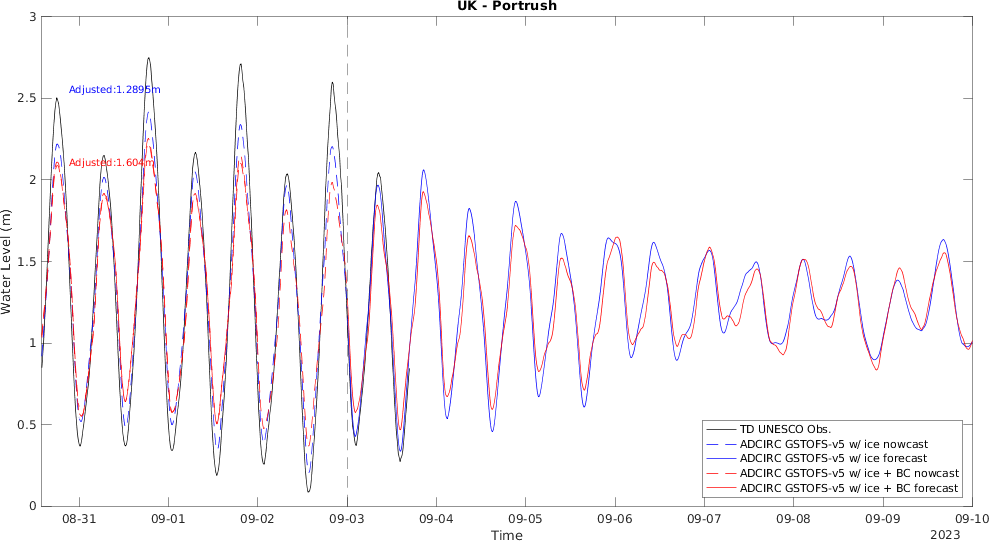 UK - Portrush
3
2.5
2
1.5
1
0.5
0
Water Level (m)
Adjusted:1.2895m
Adjusted:1.604m
TD UNESCO Obs.
ADCIRC GSTOFS-v5 w/ ice nowcast
ADCIRC GSTOFS-v5 w/ ice forecast
ADCIRC GSTOFS-v5 w/ ice + BC nowcast
ADCIRC GSTOFS-v5 w/ ice + BC forecast
08-31 09-01 09-02 09-03 09-04 09-05 09-06 09-07 09-08 09-09 09-10
Time
2023